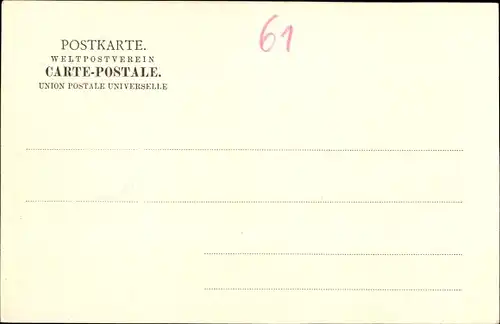 POSTKARTE.
WELTPOSTVEREIN
CARTE-POSTALE.
UNION POSTALE UNIVERSELLE
61